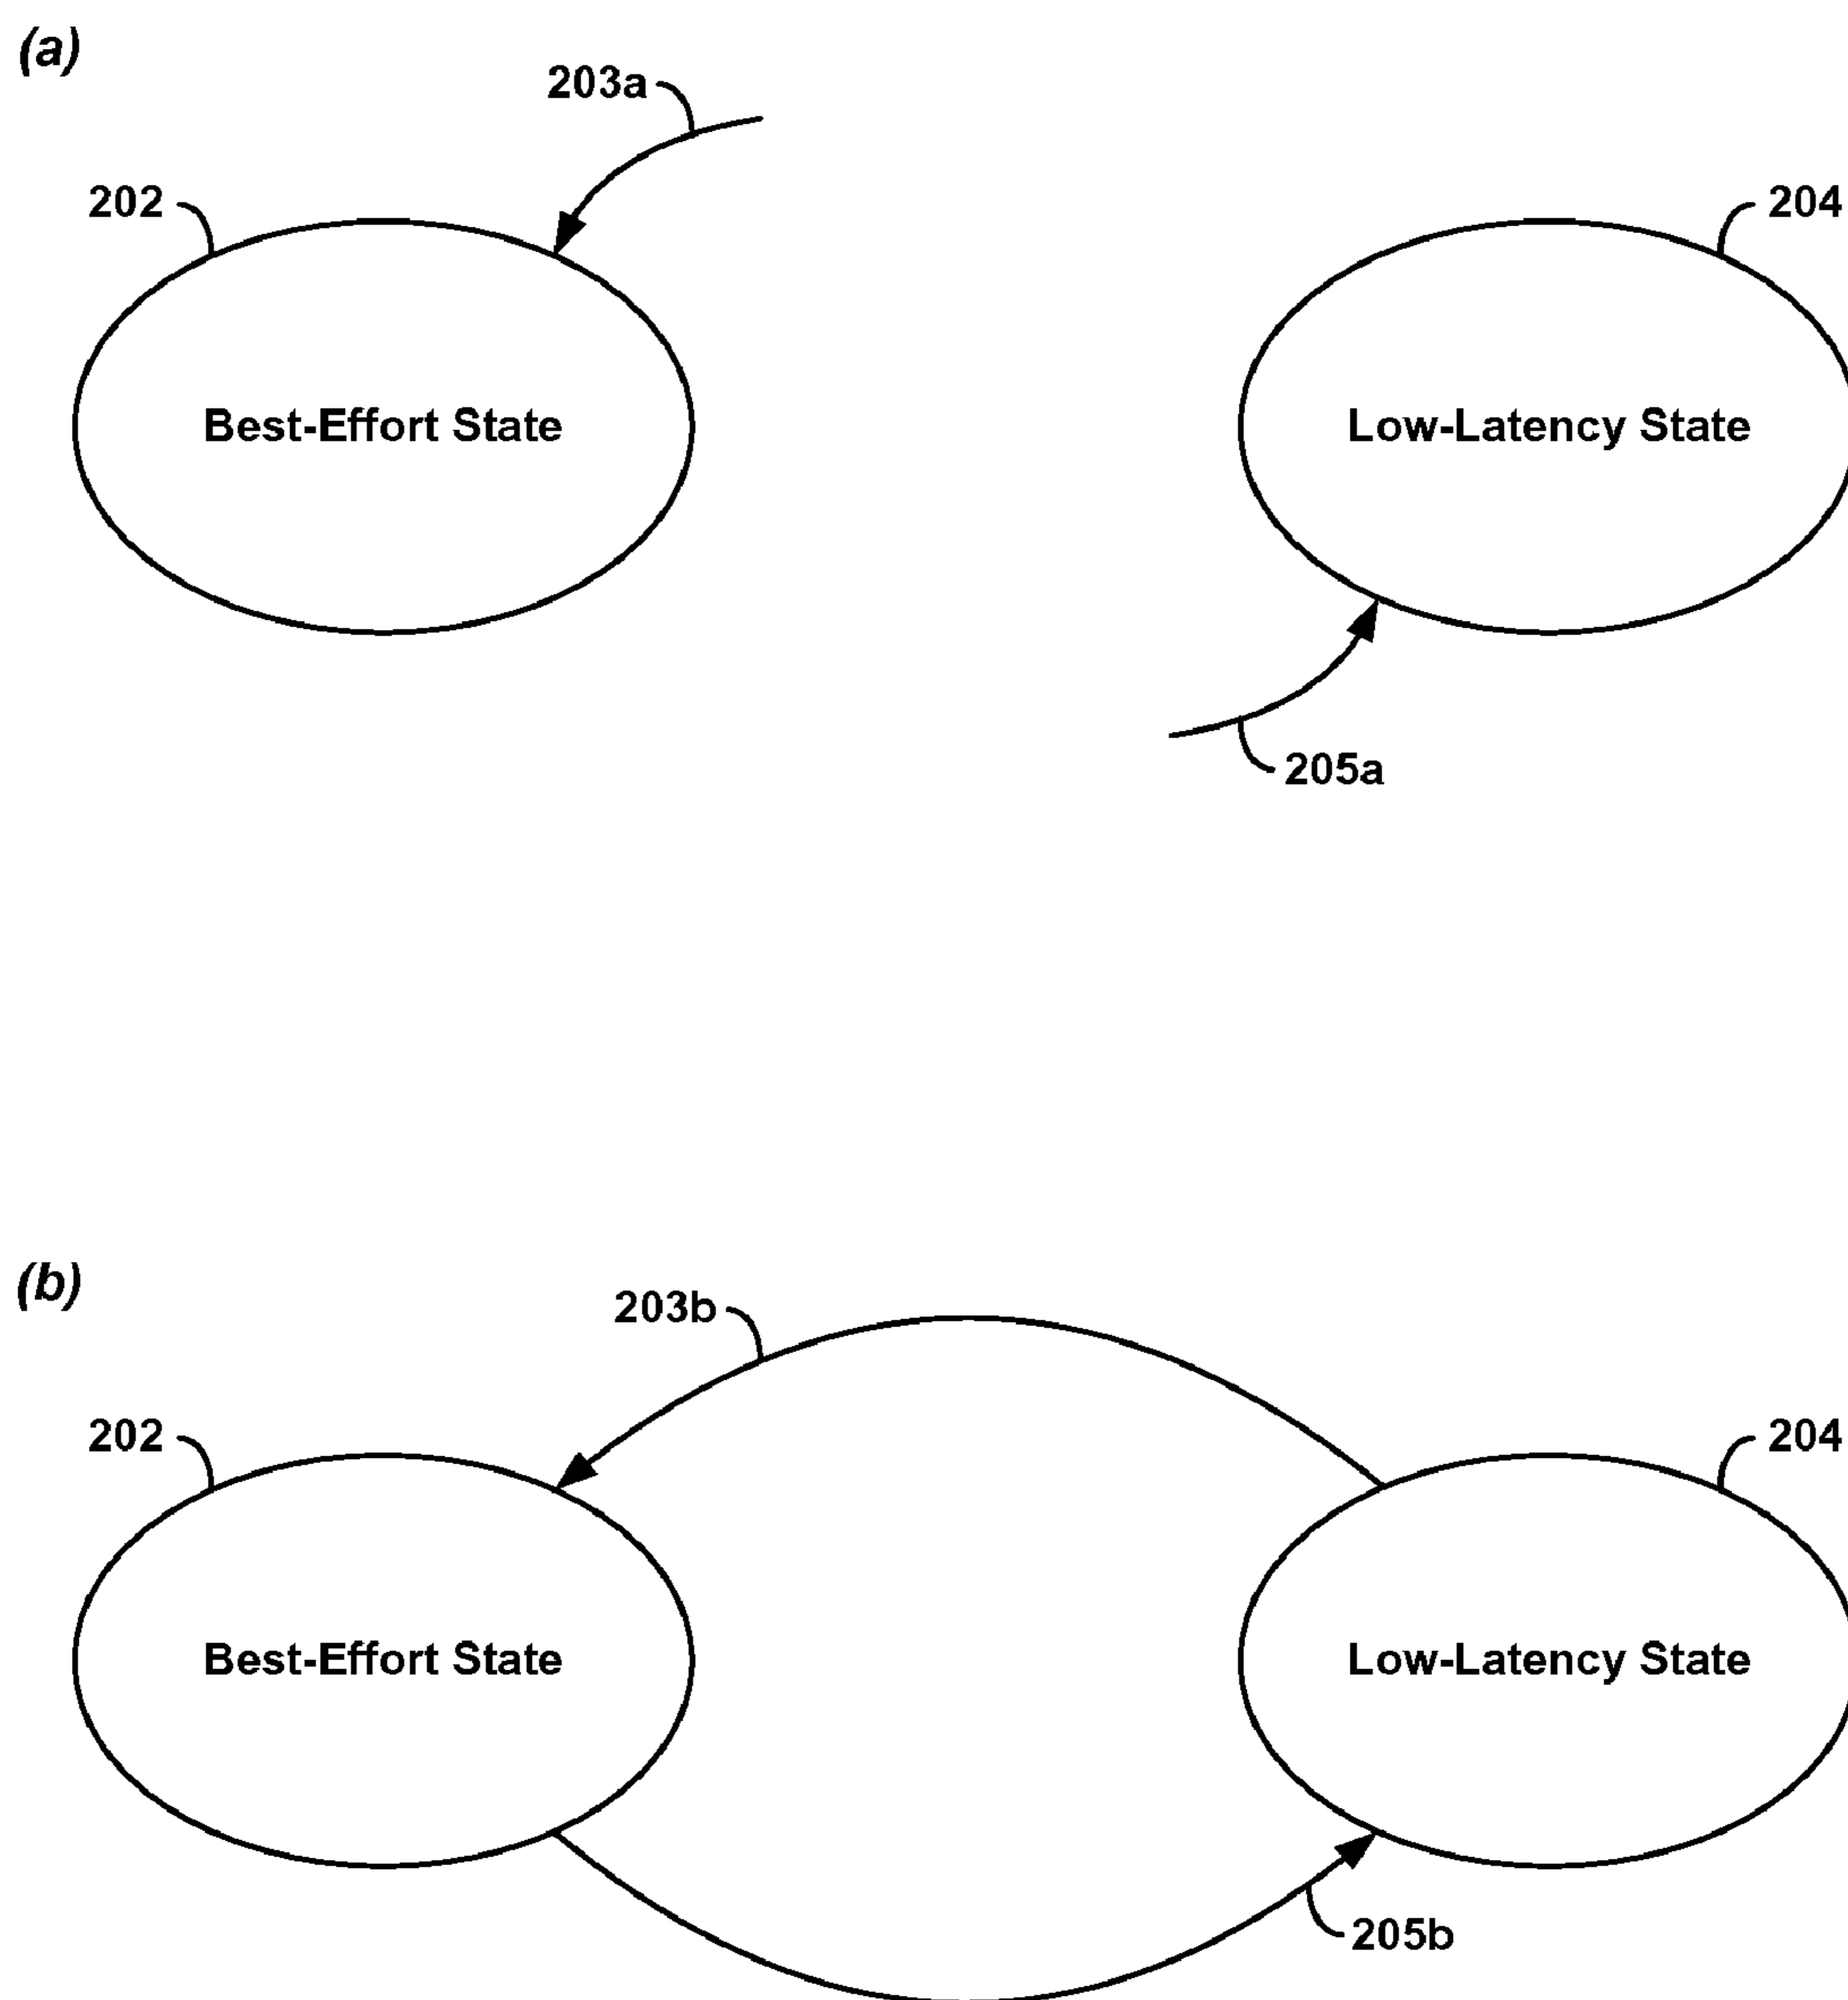 (a)
203a
202
204
Best-Effort State
Low-Latency State
205a
(b)
203b
202
204
Best-Effort State
Low-Latency State
205b